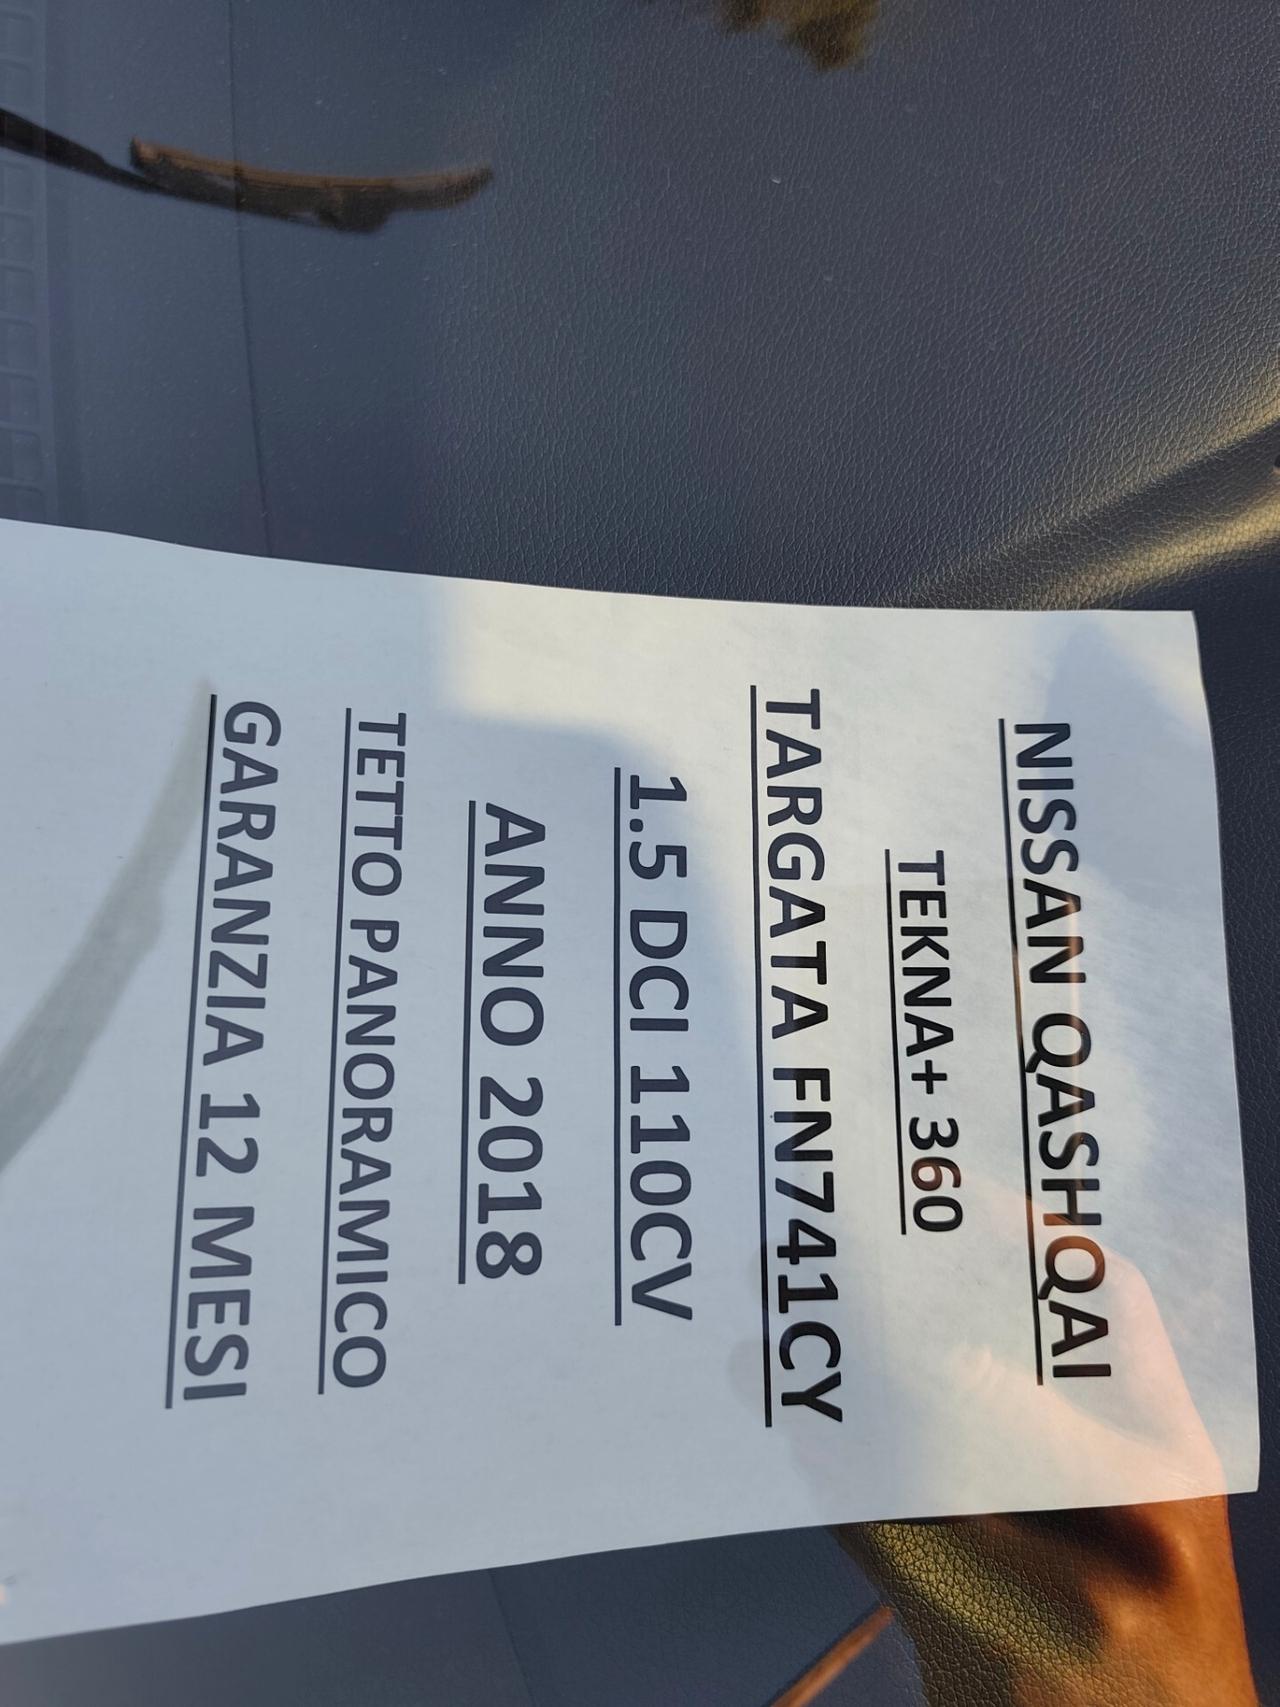 NISSAN QASHQAI
TEKNA+ 360
TARGATA FN741CY
1.5 DCI 110CV
ANNO 2018
TETTO PANORAMICO
GARANZIA 12 MESI